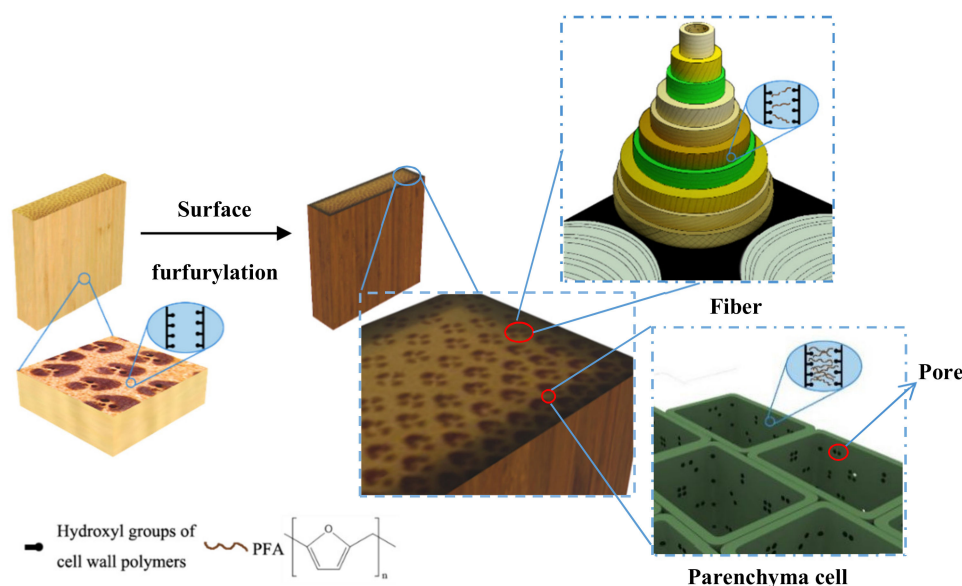 Surface
furfurylation
Fiber
Pore
Parenchyma cell
Hydroxyl groups of
cell wall polymers
PFA
O
n